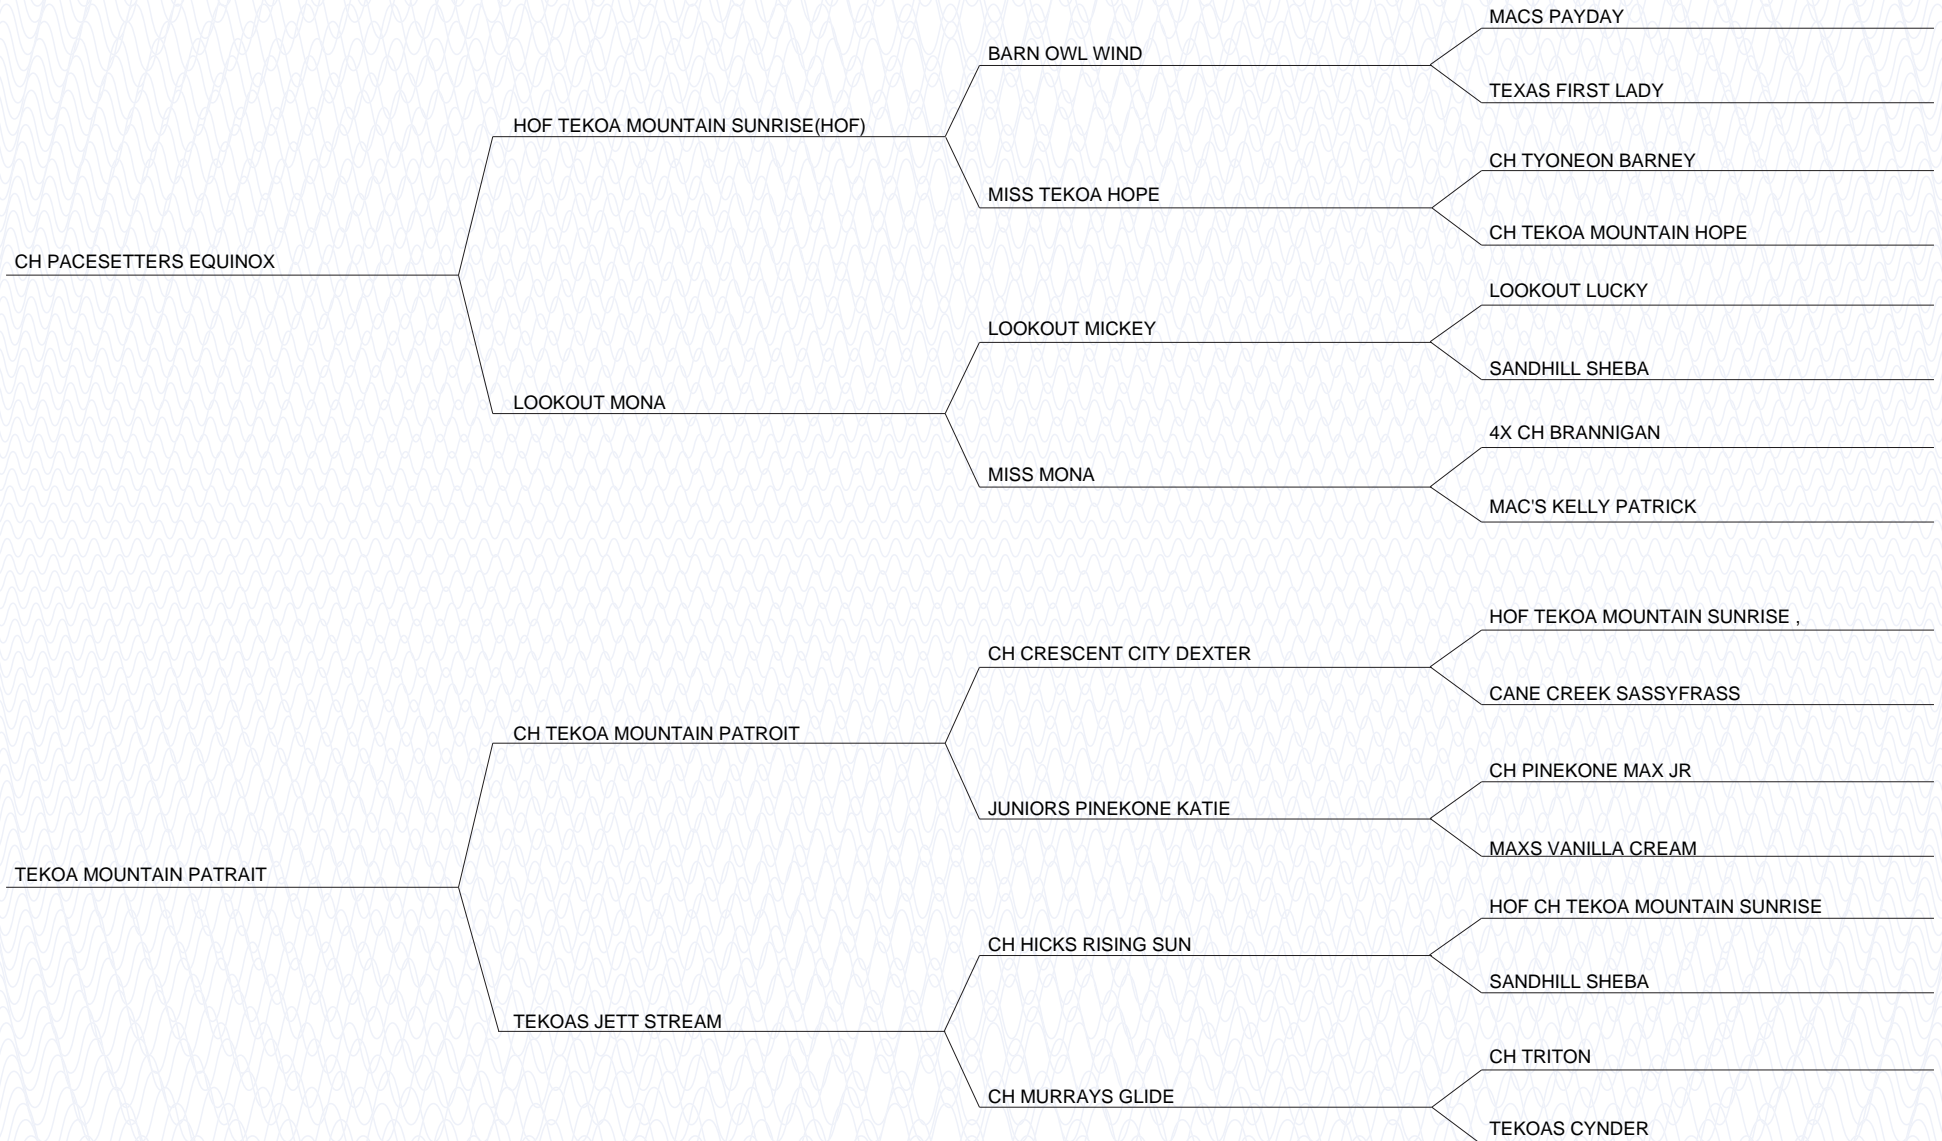 MACS PAYDAY
BARN OWL WIND
TEXAS FIRST LADY
HOF TEKOA MOUNTAIN SUNRISE(HOF)
CH TYONEON BARNEY
MISS TEKOA HOPE
CH TEKOA MOUNTAIN HOPE
CH PACESETTERS EQUINOX
LOOKOUT LUCKY
LOOKOUT MICKEY
SANDHILL SHEBA
LOOKOUT MONA
4X CH BRANNIGAN
MISS MONA
MAC'S KELLY PATRICK
HOF TEKOA MOUNTAIN SUNRISE ,
CH CRESCENT CITY DEXTER
CANE CREEK SASSYFRASS
CH TEKOA MOUNTAIN PATROIT
CH PINEKONE MAX JR
JUNIORS PINEKONE KATIE
MAXS VANILLA CREAM
TEKOA MOUNTAIN PATRAIT
HOF CH TEKOA MOUNTAIN SUNRISE
CH HICKS RISING SUN
SANDHILL SHEBA
TEKOAS JETT STREAM
CH TRITON
CH MURRAYS GLIDE
TEKOAS CYNDER